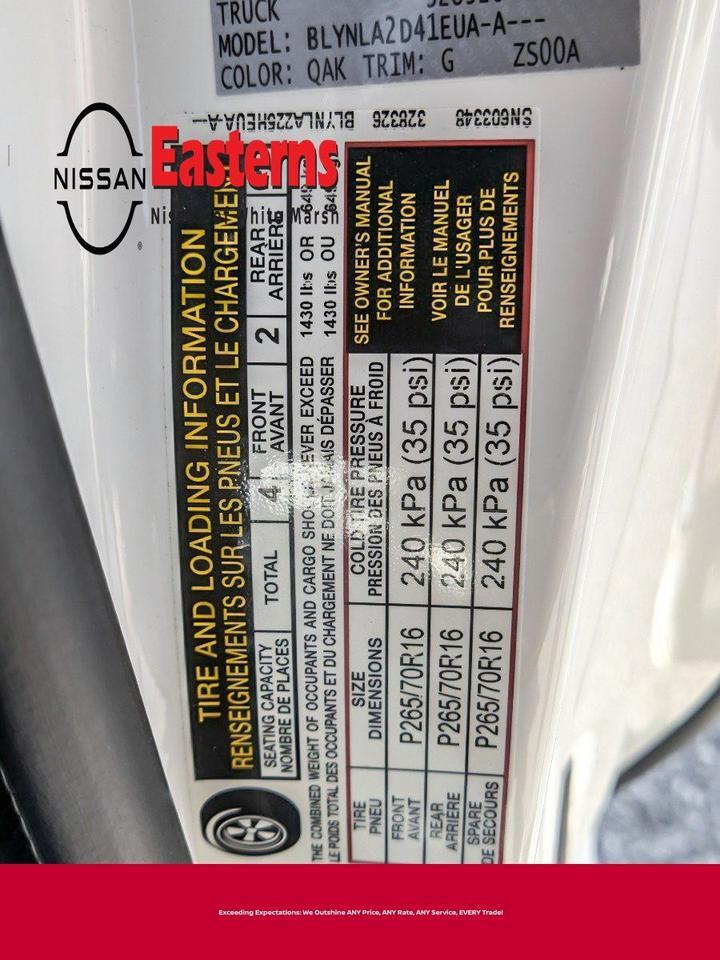 TRUCK
MODEL: BLYNLA2D41EUA-A---
COLOR: QAK TRIM: G ZS00A
SN603348 328326 BLYNLA225HEUA-A--
NISSAN
Easterns
White Marsh
TIRE AND LOADING INFORMATION
RENSEIGNEMENTS SUR LES PNEUS ET LE CHARGEMENT
SEATING CAPACITY
NOMBRE DE PLACES
TOTAL 4
FRONT
AVANT
2
REAR
ARRIÈRE
THE COMBINED WEIGHT OF OCCUPANTS AND CARGO SHOULD NEVER EXCEED 1430 lbs OR
LE POIDS TOTAL DES OCCUPANTS ET DU CHARGEMENT NE DOIT JAMAIS DÉPASSER 1430 lbs OU
TIRE
PNEU
SIZE
DIMENSIONS
COLD TIRE PRESSURE
PRESSION DES PNEUS À FROID
FRONT
AVANT
P265/70R16
240 kPa (35 psi)
REAR
ARRIÈRE
P265/70R16
240 kPa (35 psi)
SPARE
DE SECOURS
P265/70R16
240 kPa (35 psi)
SEE OWNER'S MANUAL
FOR ADDITIONAL
INFORMATION
VOIR LE MANUEL
DE L'USAGER
POUR PLUS DE
RENSEIGNEMENTS
Exceeding Expectations: We Outshine ANY Price, ANY Rate, ANY Service, EVERY Trade!